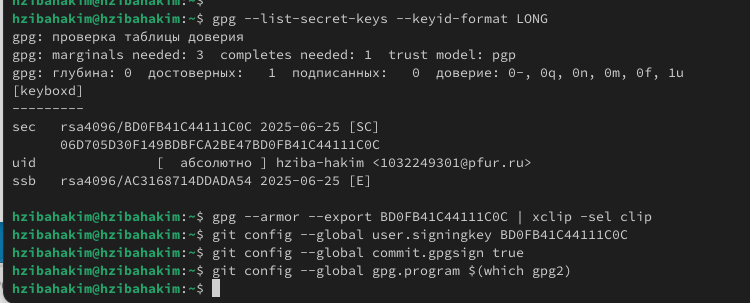 hzibahakim@hzibahakim:~$
hzibahakim@hzibahakim:~$ gpg --list-secret-keys --keyid-format LONG
gpg: проверка таблицы доверия
gpg: marginals needed: 3  completes needed: 1  trust model: pgp
gpg: глубина: 0  достоверных:   1  подписанных:   0  доверие: 0-, 0q, 0n, 0m, 0f, 1u
[keyboxd]
---------
sec   rsa4096/BD0FB41C44111C0C 2025-06-25 [SC]
      06D705D30F149BDBFCA2BE47BD0FB41C44111C0C
uid                 [  абсолютно ] hziba-hakim <1032249301@pfur.ru>
ssb   rsa4096/AC3168714DDADA54 2025-06-25 [E]
hzibahakim@hzibahakim:~$ gpg --armor --export BD0FB41C44111C0C | xclip -sel clip
hzibahakim@hzibahakim:~$ git config --global user.signingkey BD0FB41C44111C0C
hzibahakim@hzibahakim:~$ git config --global commit.gpgsign true
hzibahakim@hzibahakim:~$ git config --global gpg.program $(which gpg2)
hzibahakim@hzibahakim:~$